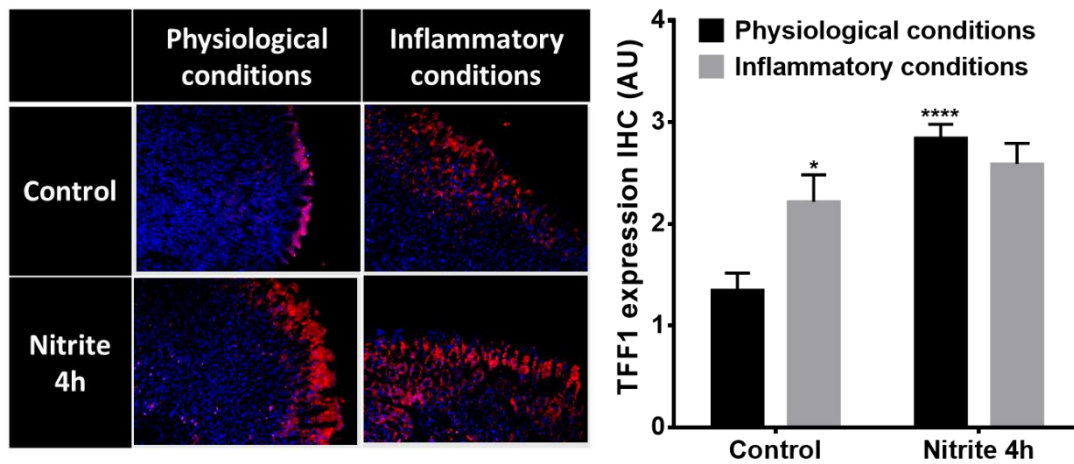 Physiological
conditions
Inflammatory
conditions
Control
Nitrite
4h
TFF1 expression IHC (AU)
4
3
2
1
0
Physiological conditions
Inflammatory conditions
*
****
Control
Nitrite 4h